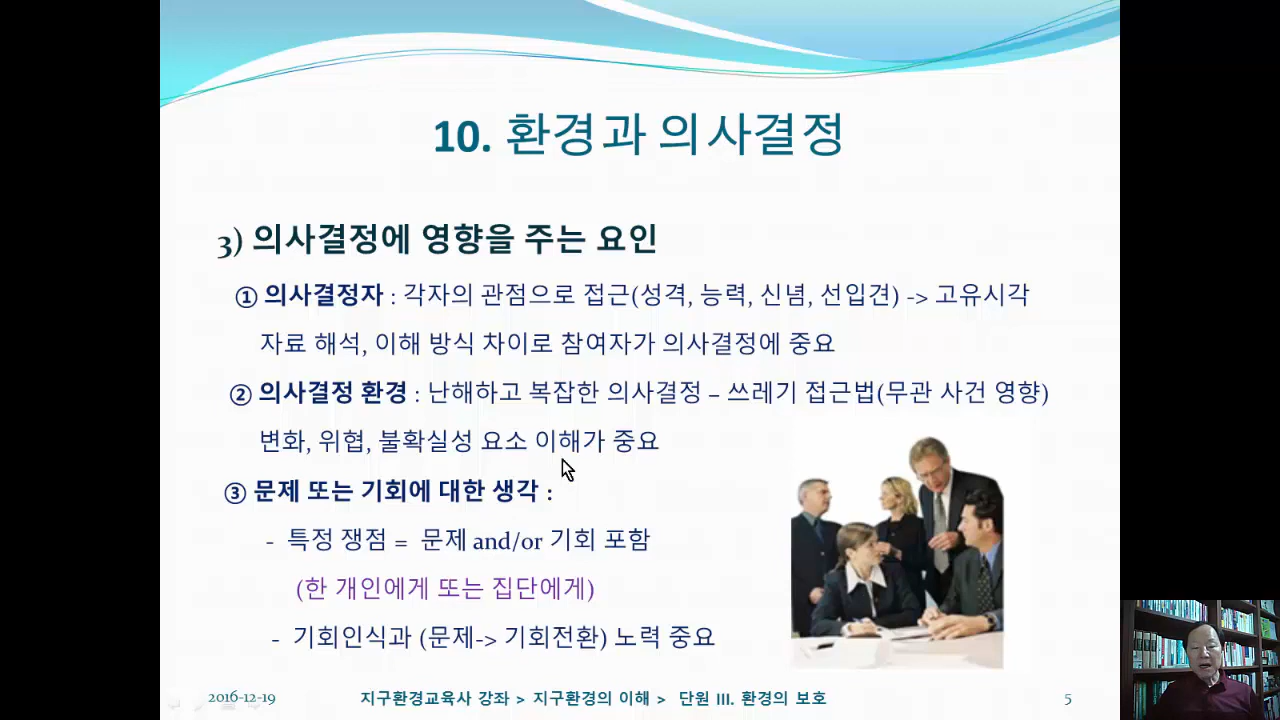 10. 환경과 의사결정
3) 의사결정에 영향을 주는 요인
① 의사결정자 : 각자의 관점으로 접근(성격, 능력, 신념, 선입견) -> 고유시각
자료 해석, 이해 방식 차이로 참여자가 의사결정에 중요
② 의사결정 환경 : 난해하고 복잡한 의사결정 – 쓰레기 접근법(무관 사건 영향)
변화, 위협, 불확실성 요소 이해가 중요
③ 문제 또는 기회에 대한 생각 :
- 특정 쟁점 = 문제 and/or 기회 포함
(한 개인에게 또는 집단에게)
- 기회인식과 (문제-> 기회전환) 노력 중요
2016-12-19 지구환경교육사 강좌 > 지구환경의 이해 > 단원 III. 환경의 보호 5